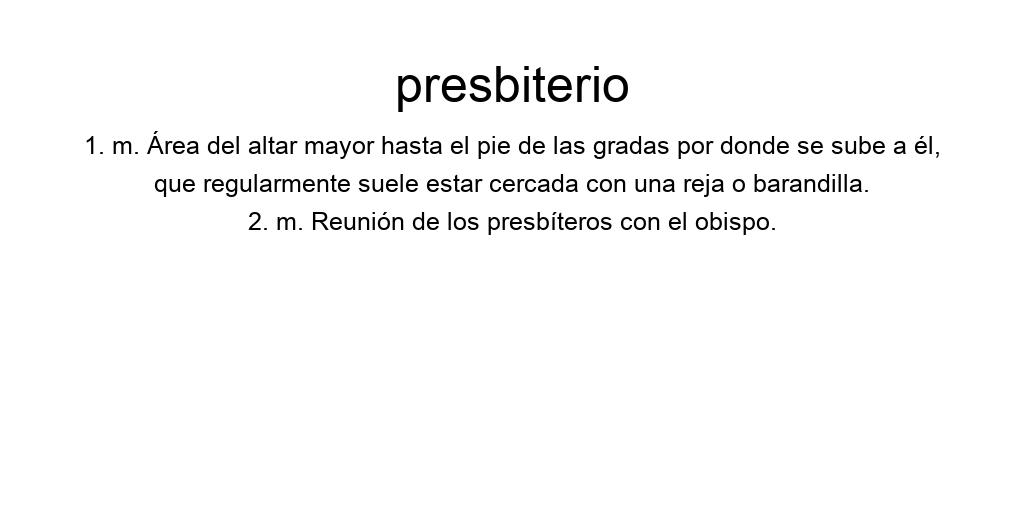 presbiterio
1. m. Área del altar mayor hasta el pie de las gradas por donde se sube a él,
que regularmente suele estar cercada con una reja o barandilla.
2. m. Reunión de los presbíteros con el obispo.